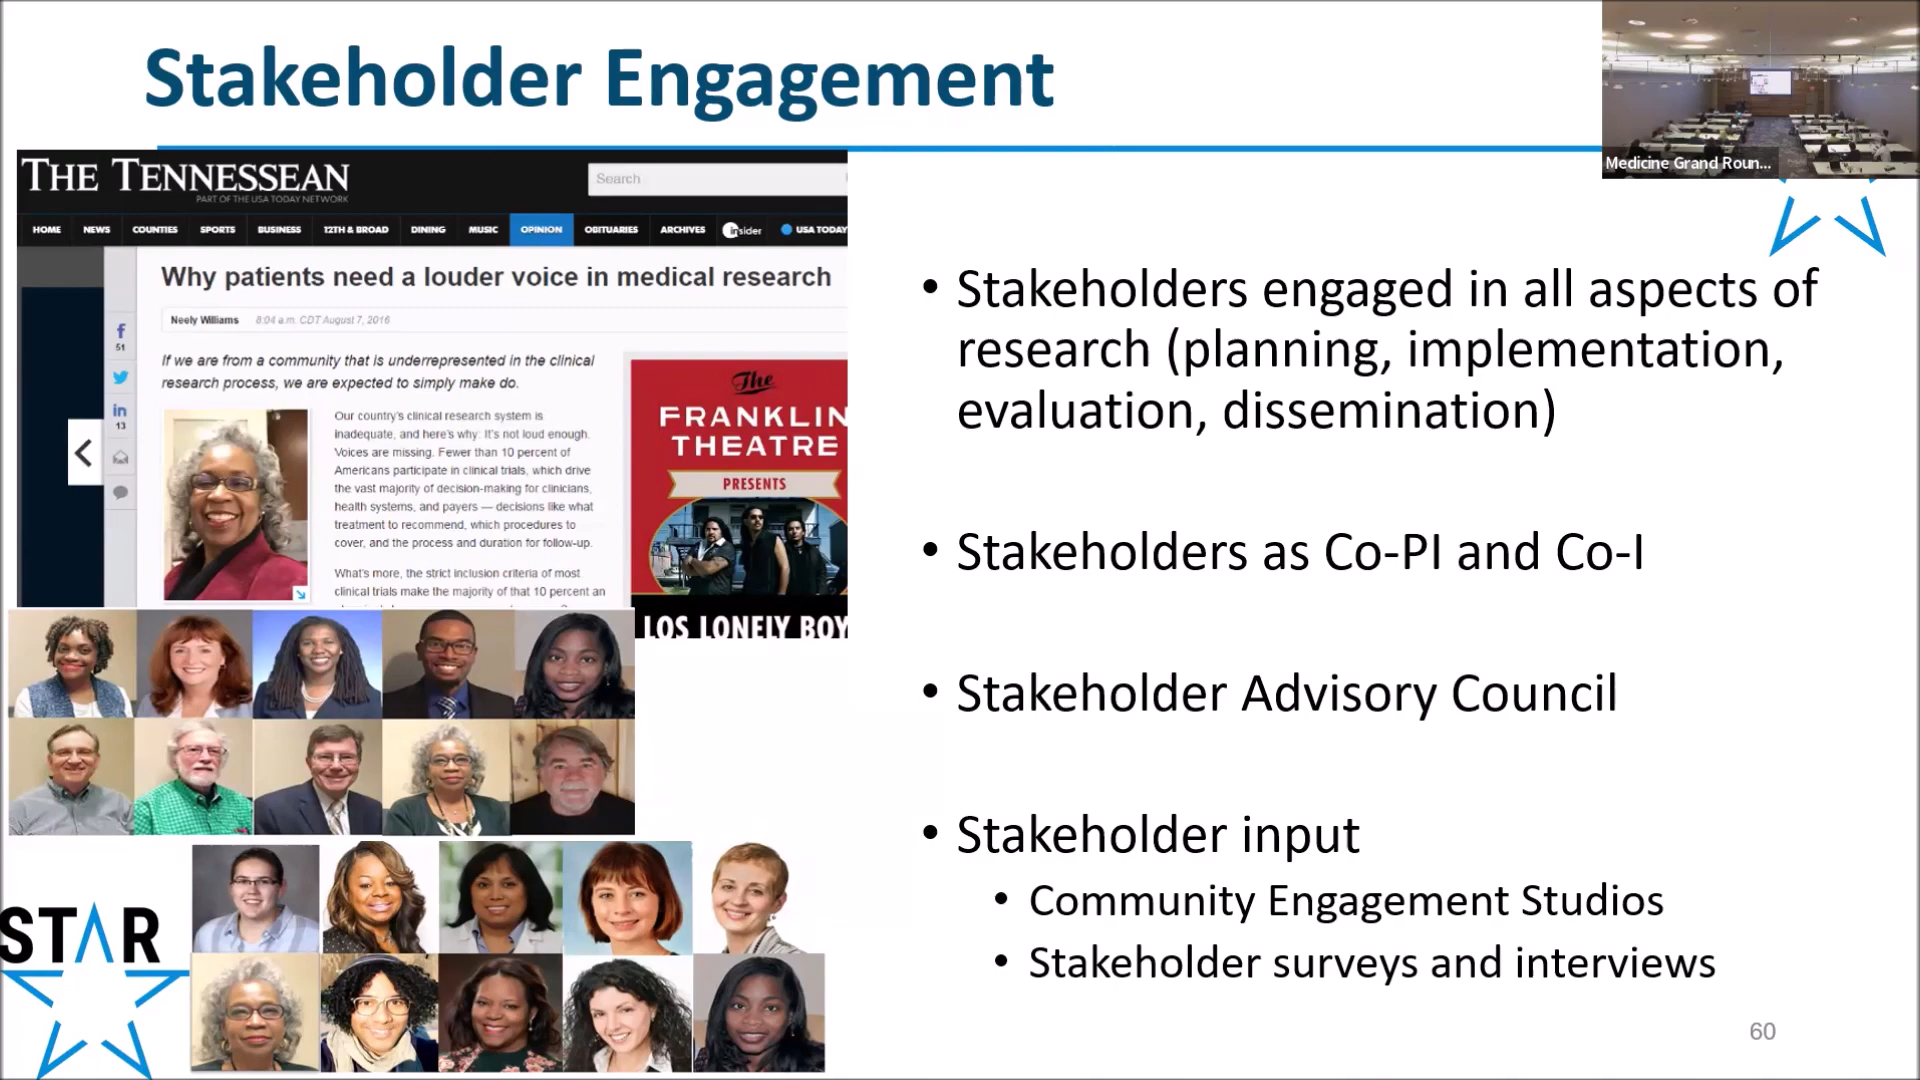 Stakeholder Engagement
Medicine Grand Roun...
THE TENNESSEAN
PART OF THE USA TODAY NETWORK
Search
HOME NEWS COUNTIES SPORTS BUSINESS 12TH & BROAD DINING MUSIC OPINION OBITUARIES ARCHIVES insider USA TODAY
Why patients need a louder voice in medical research
Neely Williams 8:04 a.m. CDT August 7, 2016
51
13
If we are from a community that is underrepresented in the clinical
research process, we are expected to simply make do.
Our country's clinical research system is
inadequate, and here's why: It's not loud enough.
Voices are missing. Fewer than 10 percent of
Americans participate in clinical trials, which drive
the vast majority of decision-making for clinicians,
health systems, and payers — decisions like what
treatment to recommend, which procedures to
cover, and the process and duration for follow-up.
What's more, the strict inclusion criteria of most
clinical trials make the majority of that 10 percent an
The
FRANKLIN
THEATRE
PRESENTS
LOS LONELY BOY
• Stakeholders engaged in all aspects of
research (planning, implementation,
evaluation, dissemination)
• Stakeholders as Co-PI and Co-I
• Stakeholder Advisory Council
• Stakeholder input
• Community Engagement Studios
• Stakeholder surveys and interviews
STAR
60